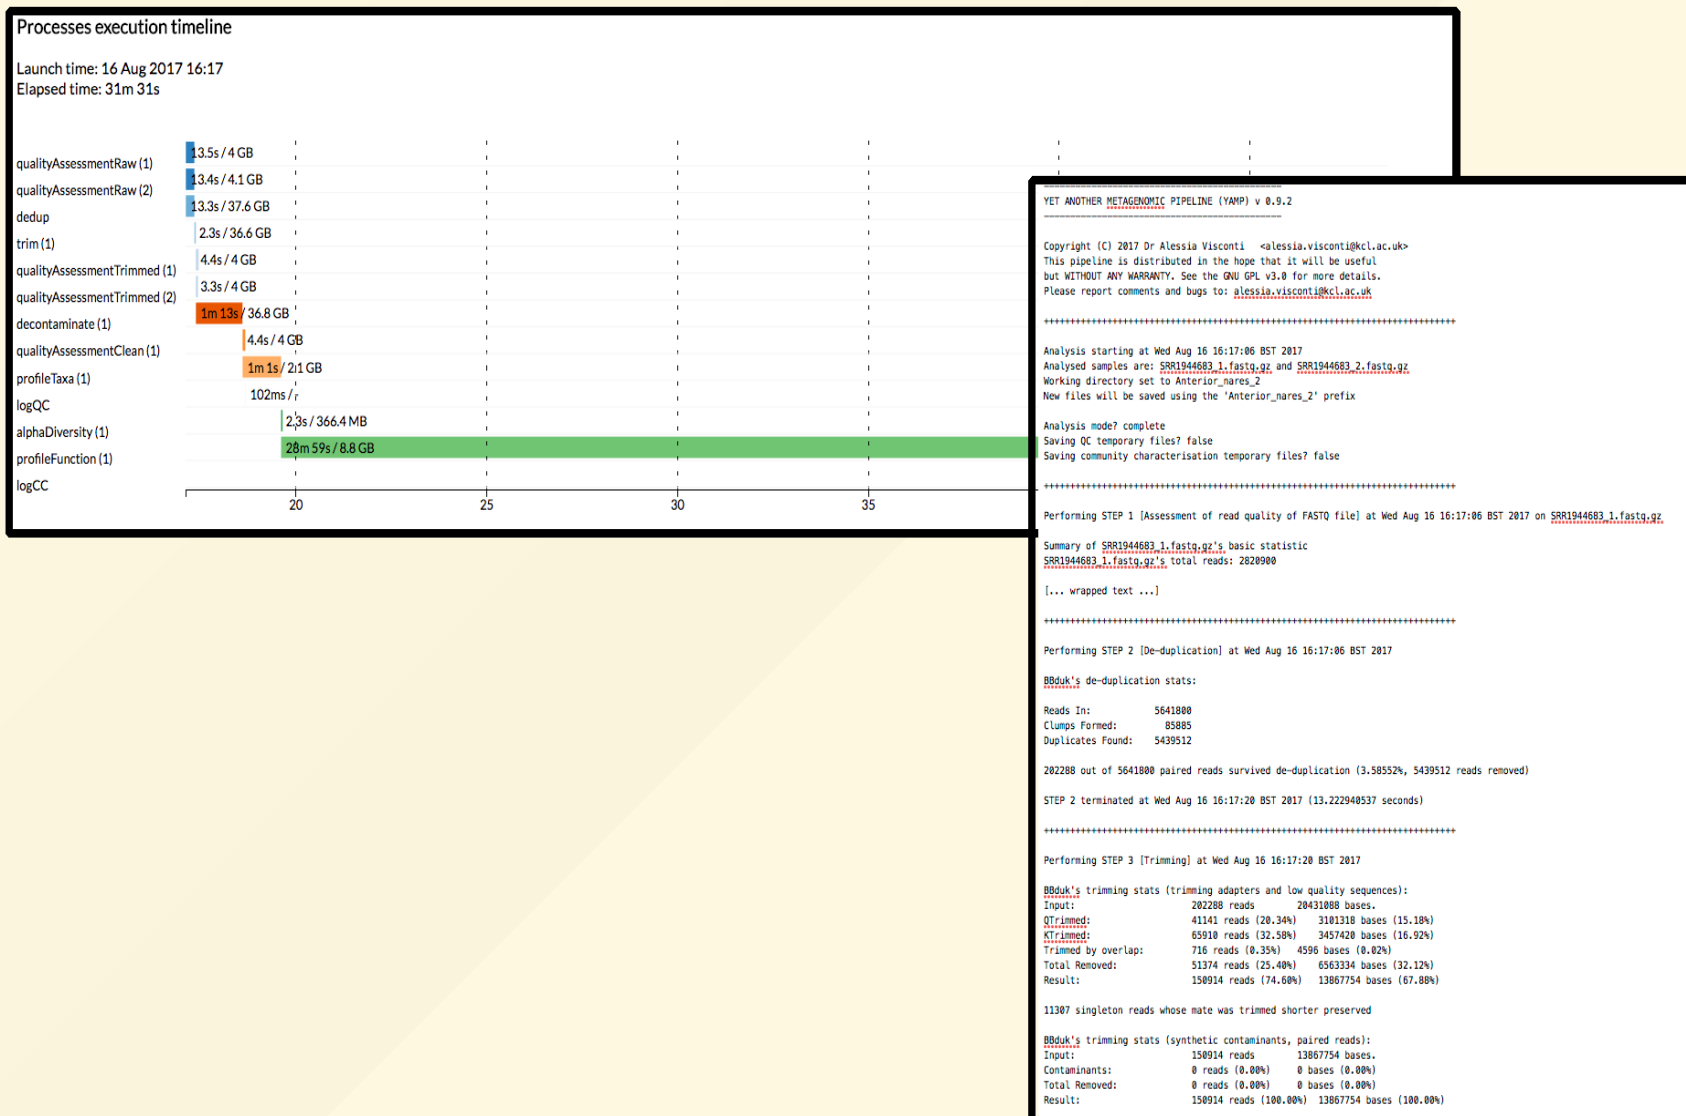 Processes execution timeline
Launch time: 16 Aug 2017 16:17
Elapsed time: 31m 31s
13.5s / 4 GB
qualityAssessmentRaw (1)
13.4s / 4.1 GB
qualityAssessmentRaw (2)
13.3s / 37.6 GB
dedup
2.3s / 36.6 GB
trim (1)
4.4s / 4 GB
qualityAssessmentTrimmed (1)
3.3s / 4 GB
qualityAssessmentTrimmed (2)
1m 13s / 36.8 GB
decontaminate (1)
4.4s / 4 GB
qualityAssessmentClean (1)
1m 1s / 2.1 GB
profileTaxa (1)
102ms /
logQC
2.3s / 366.4 MB
alphaDiversity (1)
28m 59s / 8.8 GB
profileFunction (1)
logCC
20 25 30 35
YET ANOTHER METAGENOMIC PIPELINE (YAMP) v 0.9.2
Copyright (C) 2017 Dr Alessia Visconti <alessia.visconti@kcl.ac.uk>
This pipeline is distributed in the hope that it will be useful
but WITHOUT ANY WARRANTY. See the GNU GPL v3.0 for more details.
Please report comments and bugs to: alessia.visconti@kcl.ac.uk
++++++++++++++++++++++++++++++++++++++++++++++++++++++++++++++++++++++++++++++
Analysis starting at Wed Aug 16 16:17:06 BST 2017
Analysed samples are: SRR1944683_1.fastq.gz and SRR1944683_2.fastq.gz
Working directory set to Anterior_nares_2
New files will be saved using the 'Anterior_nares_2' prefix
Analysis mode? complete
Saving QC temporary files? false
Saving community characterisation temporary files? false
++++++++++++++++++++++++++++++++++++++++++++++++++++++++++++++++++++++++++++++
Performing STEP 1 [Assessment of read quality of FASTQ file] at Wed Aug 16 16:17:06 BST 2017 on SRR1944683_1.fastq.gz
Summary of SRR1944683_1.fastq.gz's basic statistic
SRR1944683_1.fastq.gz's total reads: 2820900
[... wrapped text ...]
++++++++++++++++++++++++++++++++++++++++++++++++++++++++++++++++++++++++++++++
Performing STEP 2 [De-duplication] at Wed Aug 16 16:17:06 BST 2017
BBduk's de-duplication stats:
Reads In: 5641800
Clumps Formed: 85885
Duplicates Found: 5439512
202288 out of 5641800 paired reads survived de-duplication (3.58552%, 5439512 reads removed)
STEP 2 terminated at Wed Aug 16 16:17:20 BST 2017 (13.222940537 seconds)
++++++++++++++++++++++++++++++++++++++++++++++++++++++++++++++++++++++++++++++
Performing STEP 3 [Trimming] at Wed Aug 16 16:17:20 BST 2017
BBduk's trimming stats (trimming adapters and low quality sequences):
Input: 202288 reads 20431088 bases.
QTrimmed: 41141 reads (20.34%) 3101318 bases (15.18%)
KTrimmed: 65910 reads (32.58%) 3457420 bases (16.92%)
Trimmed by overlap: 716 reads (0.35%) 4596 bases (0.02%)
Total Removed: 51374 reads (25.40%) 6563334 bases (32.12%)
Result: 150914 reads (74.60%) 13867754 bases (67.88%)
11307 singleton reads whose mate was trimmed shorter preserved
BBduk's trimming stats (synthetic contaminants, paired reads):
Input: 150914 reads 13867754 bases.
Contaminants: 0 reads (0.00%) 0 bases (0.00%)
Total Removed: 0 reads (0.00%) 0 bases (0.00%)
Result: 150914 reads (100.00%) 13867754 bases (100.00%)